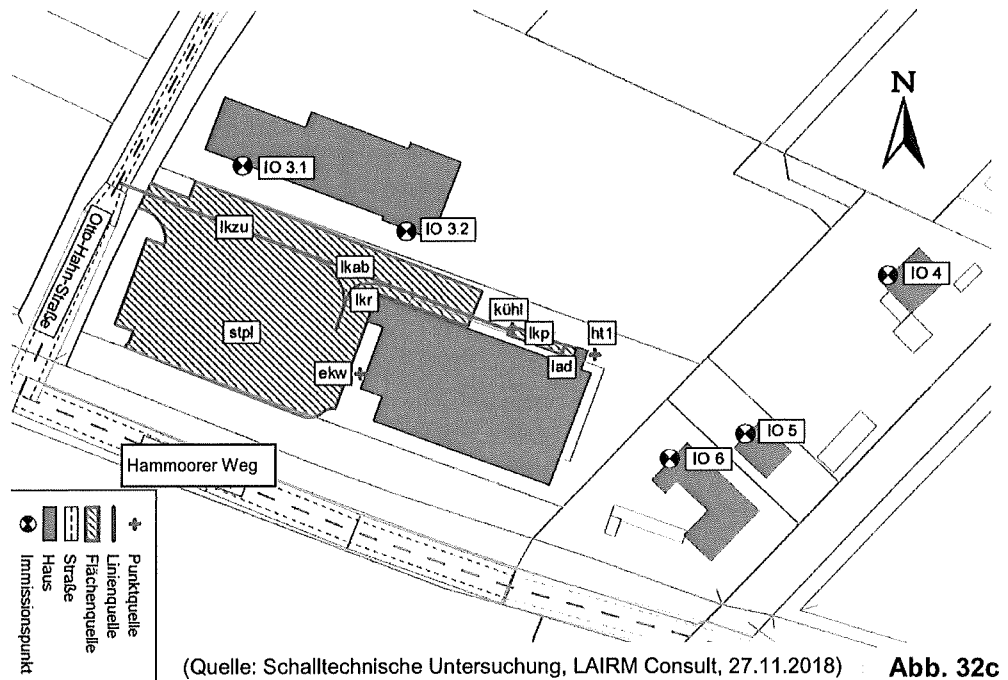 N
IO 3.1
IO 3.2
IO 4
lkzu
lkab
lkr
kühl
lkp
ht1
stpl
lad
ekw
Otto-Hahn-Straße
IO 5
IO 6
Hammoorer Weg
Punktquelle
Linienquelle
Flächenquelle
Straße
Haus
Immissionspunkt
(Quelle: Schalltechnische Untersuchung, LAIRM Consult, 27.11.2018) Abb. 32c